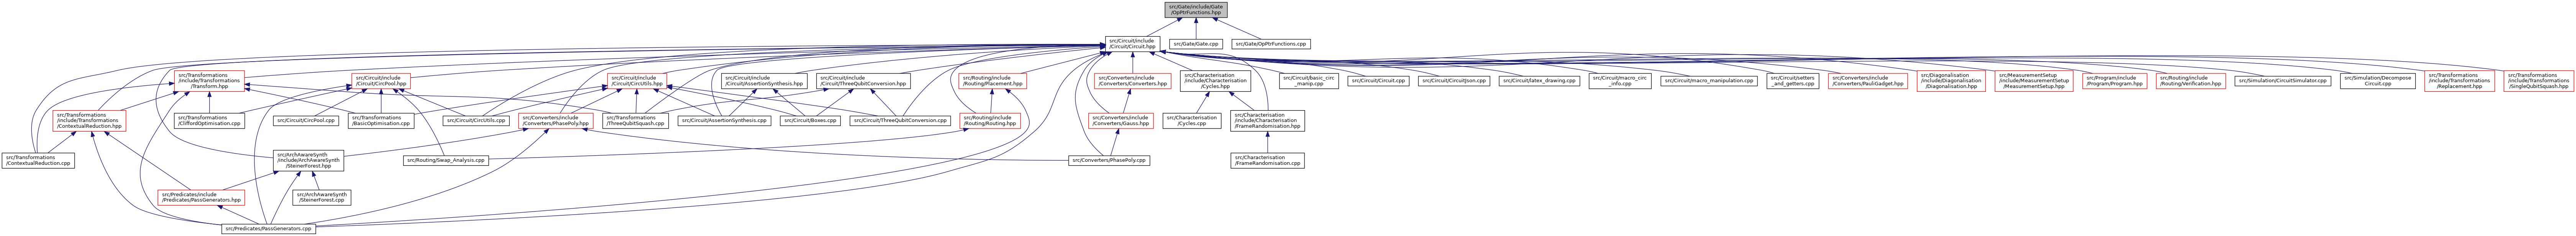 src/Gate/include/Gate
/OpPtrFunctions.hpp
src/Circuit/include
/Circuit/Circuit.hpp
src/Gate/Gate.cpp
src/Gate/OpPtrFunctions.cpp
src/Transformations
/include/Transformations
/Transform.hpp
src/Circuit/include
/Circuit/CircPool.hpp
src/Circuit/include
/Circuit/CircUtils.hpp
src/Circuit/include
/Circuit/AssertionSynthesis.hpp
src/Circuit/include
/Circuit/ThreeQubitConversion.hpp
src/Routing/include
/Routing/Placement.hpp
src/Converters/include
/Converters/Converters.hpp
src/Characterisation
/include/Characterisation
/Cycles.hpp
src/Circuit/basic_circ
_manip.cpp
src/Circuit/Circuit.cpp
src/Circuit/CircuitJson.cpp
src/Circuit/latex_drawing.cpp
src/Circuit/macro_circ
_info.cpp
src/Circuit/macro_manipulation.cpp
src/Circuit/setters
_and_getters.cpp
src/Converters/include
/Converters/PauliGadget.hpp
src/Diagonalisation
/include/Diagonalisation
/Diagonalisation.hpp
src/MeasurementSetup
/include/MeasurementSetup
/MeasurementSetup.hpp
src/Program/include
/Program/Program.hpp
src/Routing/include
/Routing/Verification.hpp
src/Simulation/CircuitSimulator.cpp
src/Simulation/Decompose
Circuit.cpp
src/Transformations
/include/Transformations
/Replacement.hpp
src/Transformations
/include/Transformations
/SingleQubitSquash.hpp
src/Transformations
/include/Transformations
/ContextualReduction.hpp
src/Transformations
/CliffordOptimisation.cpp
src/Circuit/CircPool.cpp
src/Transformations
/BasicOptimisation.cpp
src/Circuit/CircUtils.cpp
src/Converters/include
/Converters/PhasePoly.hpp
src/Transformations
/ThreeQubitSquash.cpp
src/Circuit/AssertionSynthesis.cpp
src/Circuit/Boxes.cpp
src/Circuit/ThreeQubitConversion.cpp
src/Routing/include
/Routing/Routing.hpp
src/Converters/include
/Converters/Gauss.hpp
src/Characterisation
/Cycles.cpp
src/Characterisation
/include/Characterisation
/FrameRandomisation.hpp
src/Transformations
/ContextualReduction.cpp
src/ArchAwareSynth
/include/ArchAwareSynth
/SteinerForest.hpp
src/Routing/Swap_Analysis.cpp
src/Converters/PhasePoly.cpp
src/Characterisation
/FrameRandomisation.cpp
src/Predicates/include
/Predicates/PassGenerators.hpp
src/ArchAwareSynth
/SteinerForest.cpp
src/Predicates/PassGenerators.cpp